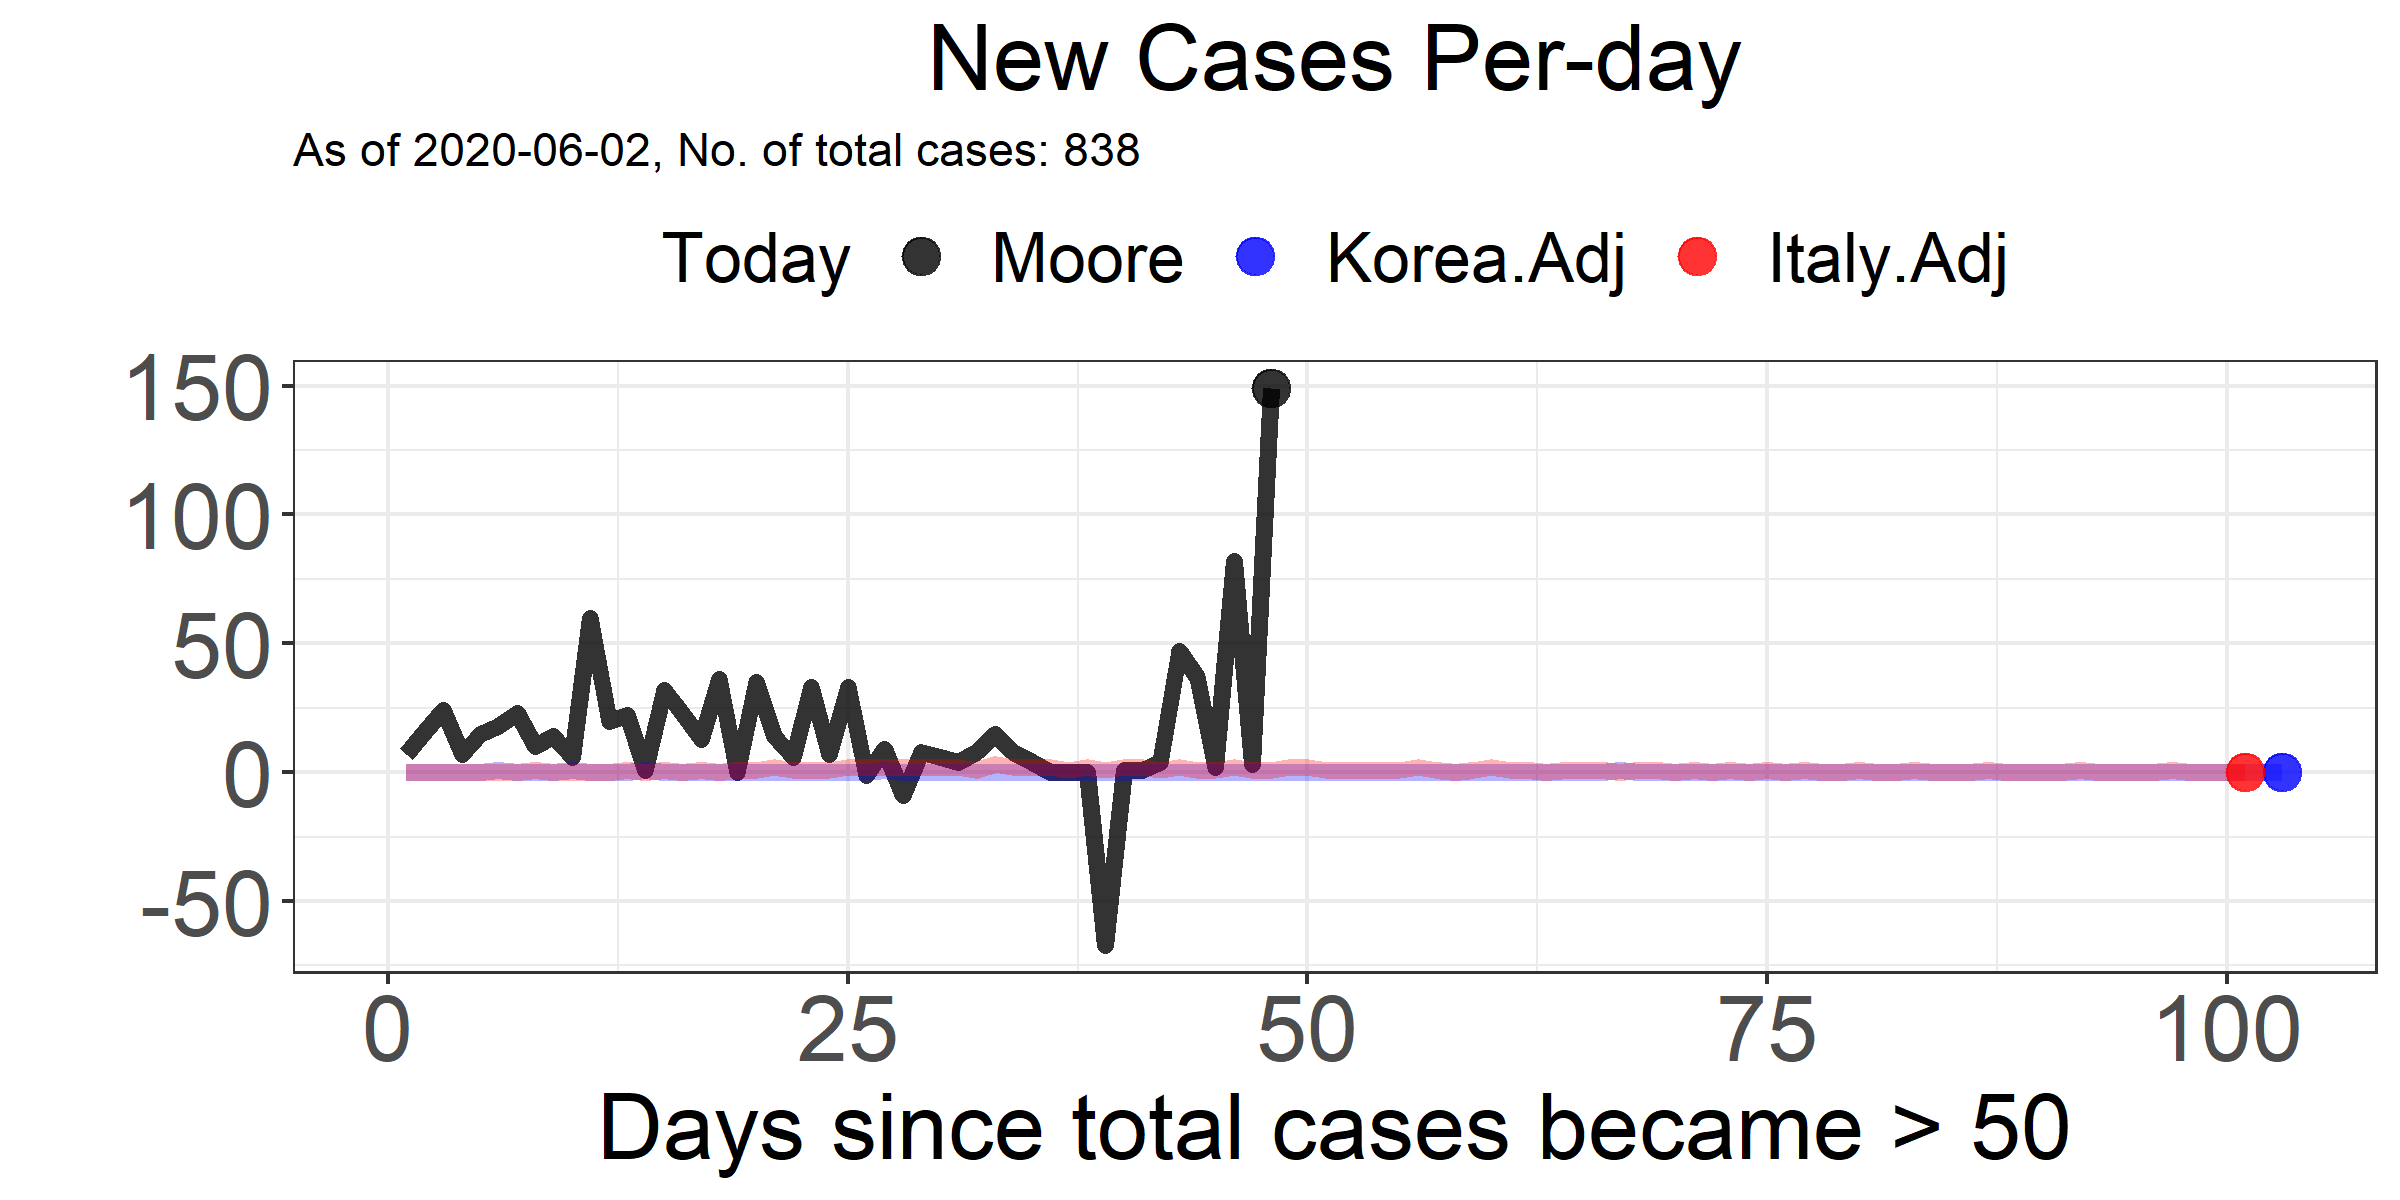 New Cases Per-day
As of 2020-06-02, No. of total cases: 838
Today Moore Korea.Adj Italy.Adj
150
100
50
0
-50
0 25 50 75 100
Days since total cases became > 50